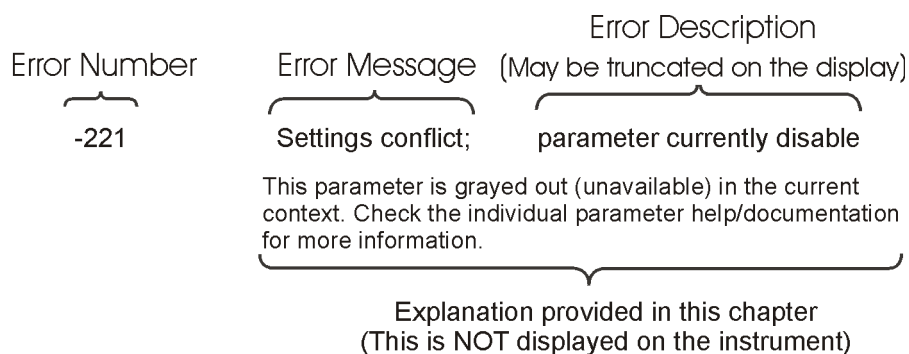 Error Description
Error Number Error Message (May be truncated on the display)
-221 Settings conflict; parameter currently disable
This parameter is grayed out (unavailable) in the current
context. Check the individual parameter help/documentation
for more information.
Explanation provided in this chapter
(This is NOT displayed on the instrument)